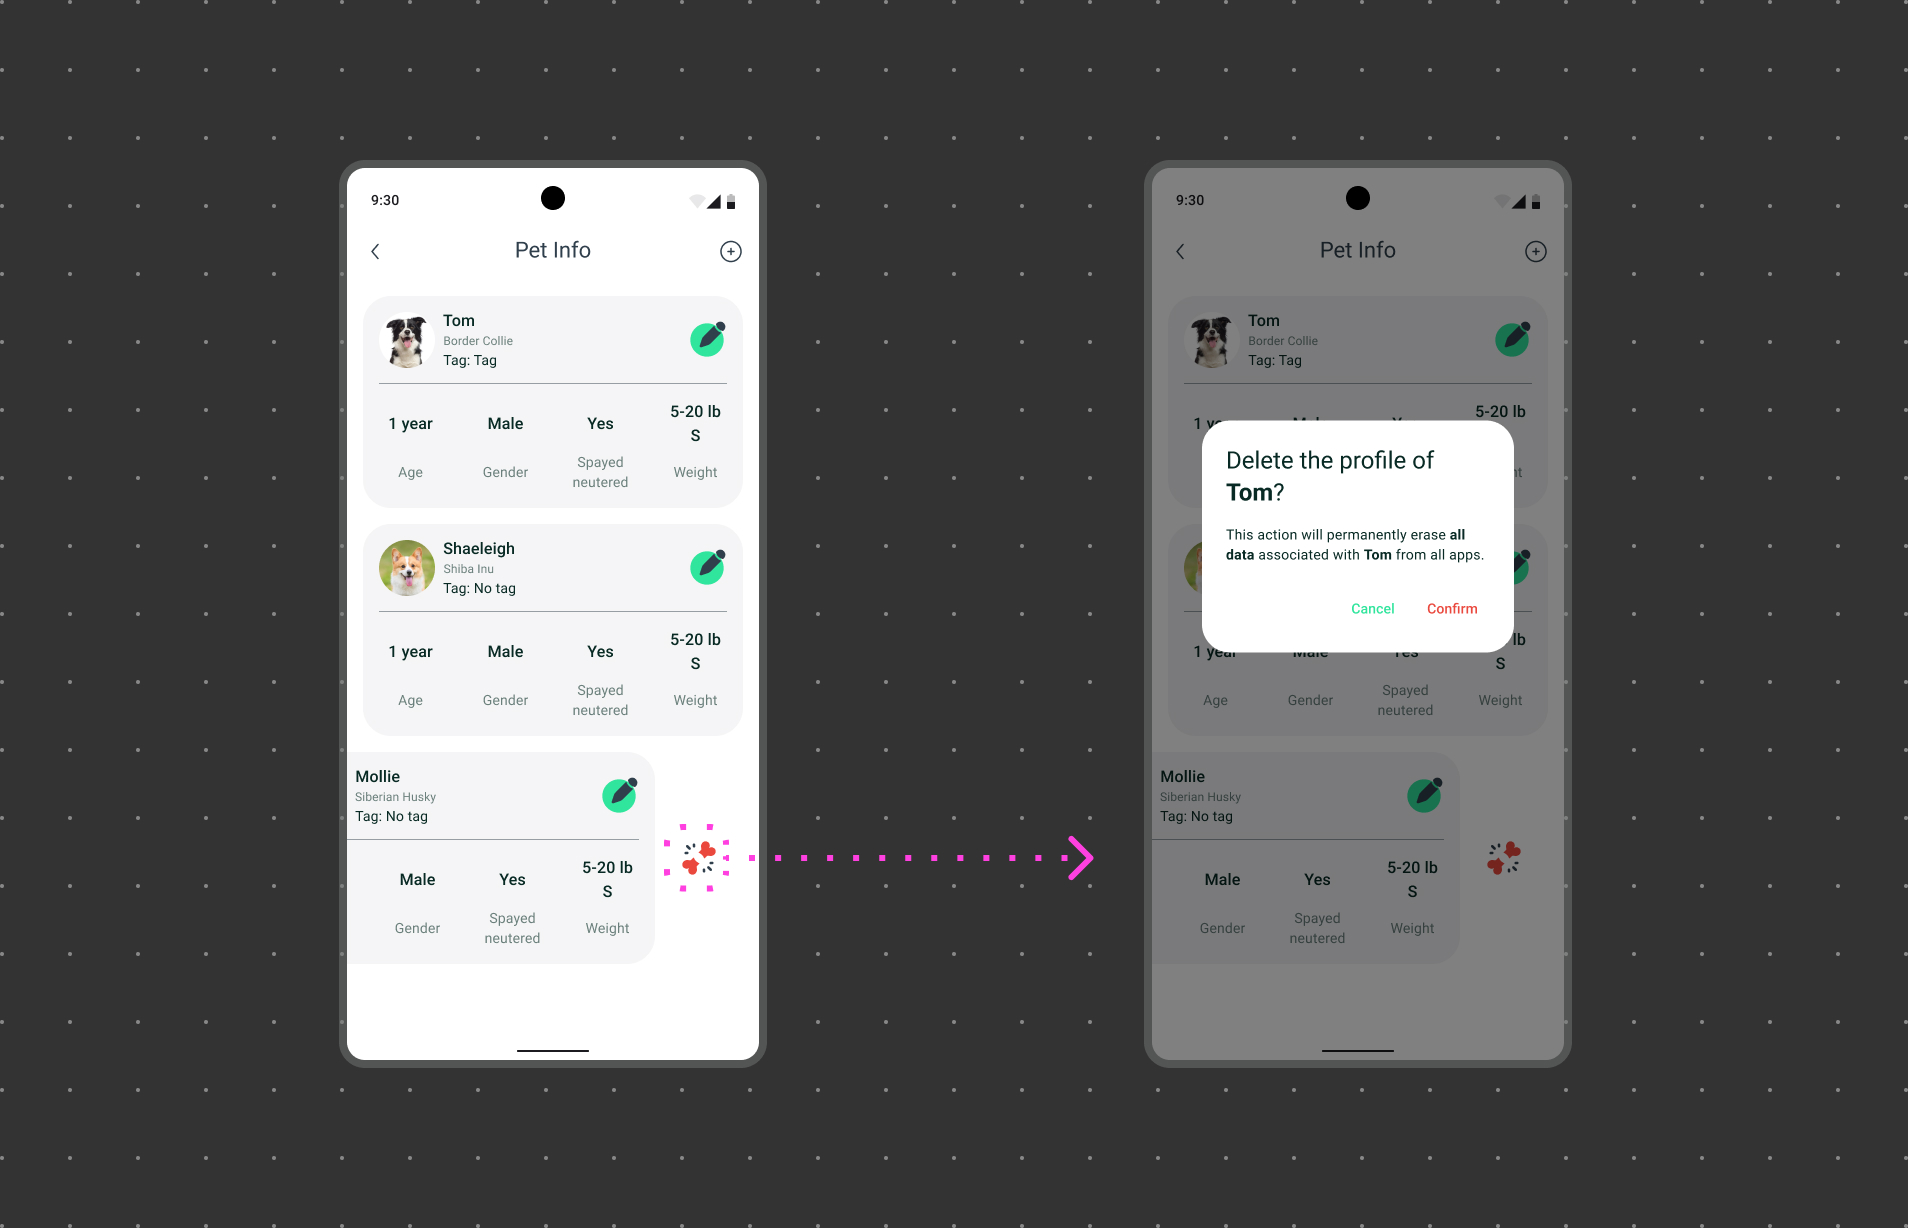 9:30
Pet Info
Tom
Border Collie
Tag: Tag
1 year
Male
Yes
5-20 lb
S
Age
Gender
Spayed
neutered
Weight
Shaeleigh
Shiba Inu
Tag: No tag
1 year
Male
Yes
5-20 lb
S
Age
Gender
Spayed
neutered
Weight
Mollie
Siberian Husky
Tag: No tag
Male
Yes
5-20 lb
S
Gender
Spayed
neutered
Weight
9:30
Pet Info
Tom
Border Collie
Tag: Tag
5-20 lb
Delete the profile of
Tom?
This action will permanently erase all
data associated with Tom from all apps.
Cancel
Confirm
1 year
Male
Yes
lb
S
Age
Gender
Spayed
neutered
Weight
Mollie
Siberian Husky
Tag: No tag
Male
Yes
5-20 lb
S
Gender
Spayed
neutered
Weight